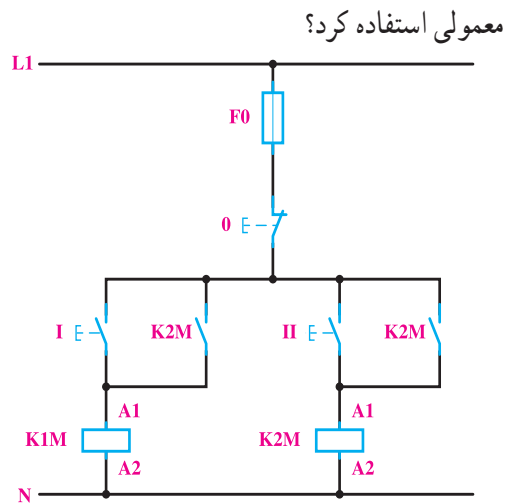 معمولی استفاده کرد؟
L1
F0
0
I K2M II K2M
A1 A1
K1M K2M
A2 A2
N